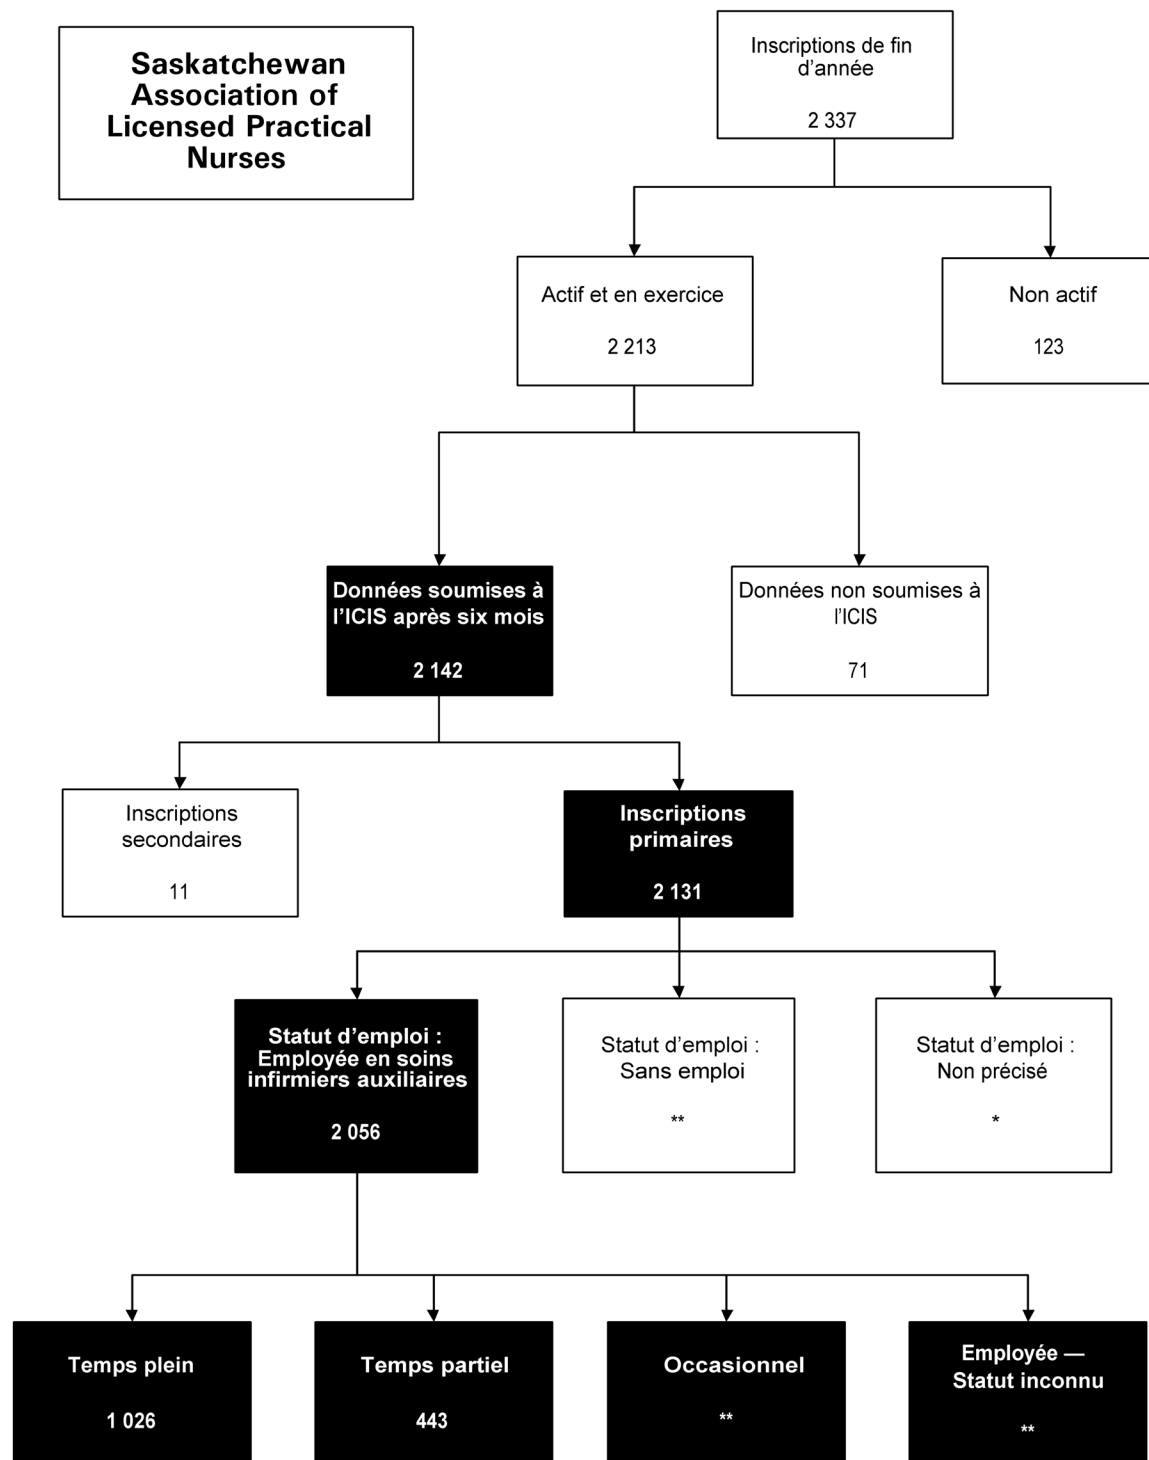 Saskatchewan
Association of
Licensed Practical
Nurses
Inscriptions de fin
d'année
2 337
Actif et en exercice
2 213
Non actif
123
Données soumises à
l'ICIS après six mois
2 142
Données non soumises à
l'ICIS
71
Inscriptions
secondaires
11
Inscriptions
primaires
2 131
Statut d'emploi :
Employée en soins
infirmiers auxiliaires
2 056
Statut d'emploi :
Sans emploi
**
Statut d'emploi :
Non précisé
*
Temps plein
1 026
Temps partiel
443
Occasionnel
**
Employée —
Statut inconnu
**